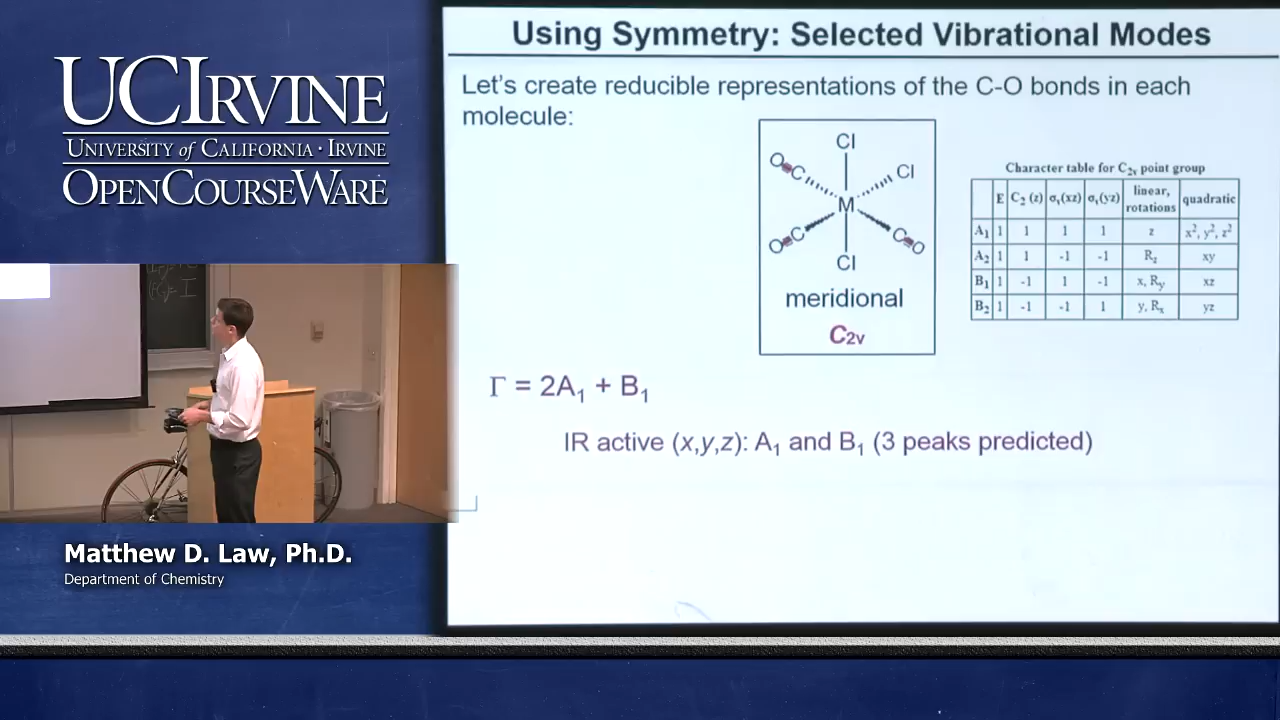 UCIRVINE
UNIVERSITY of CALIFORNIA · IRVINE
OPENCOURSEWARE
Matthew D. Law, Ph.D.
Department of Chemistry
Using Symmetry: Selected Vibrational Modes
Let's create reducible representations of the C-O bonds in each
molecule:
Cl
O C Cl
M
O C C O
Cl
meridional
C2v
Character table for C2v point group
E C2 (z) σv(xz) σv(yz) linear, rotations quadratic
A1 1 1 1 1 z x², y², z²
A2 1 1 -1 -1 Rz xy
B1 1 -1 1 -1 x, Ry xz
B2 1 -1 -1 1 y, Rx yz
Γ = 2A1 + B1
IR active (x,y,z): A1 and B1 (3 peaks predicted)